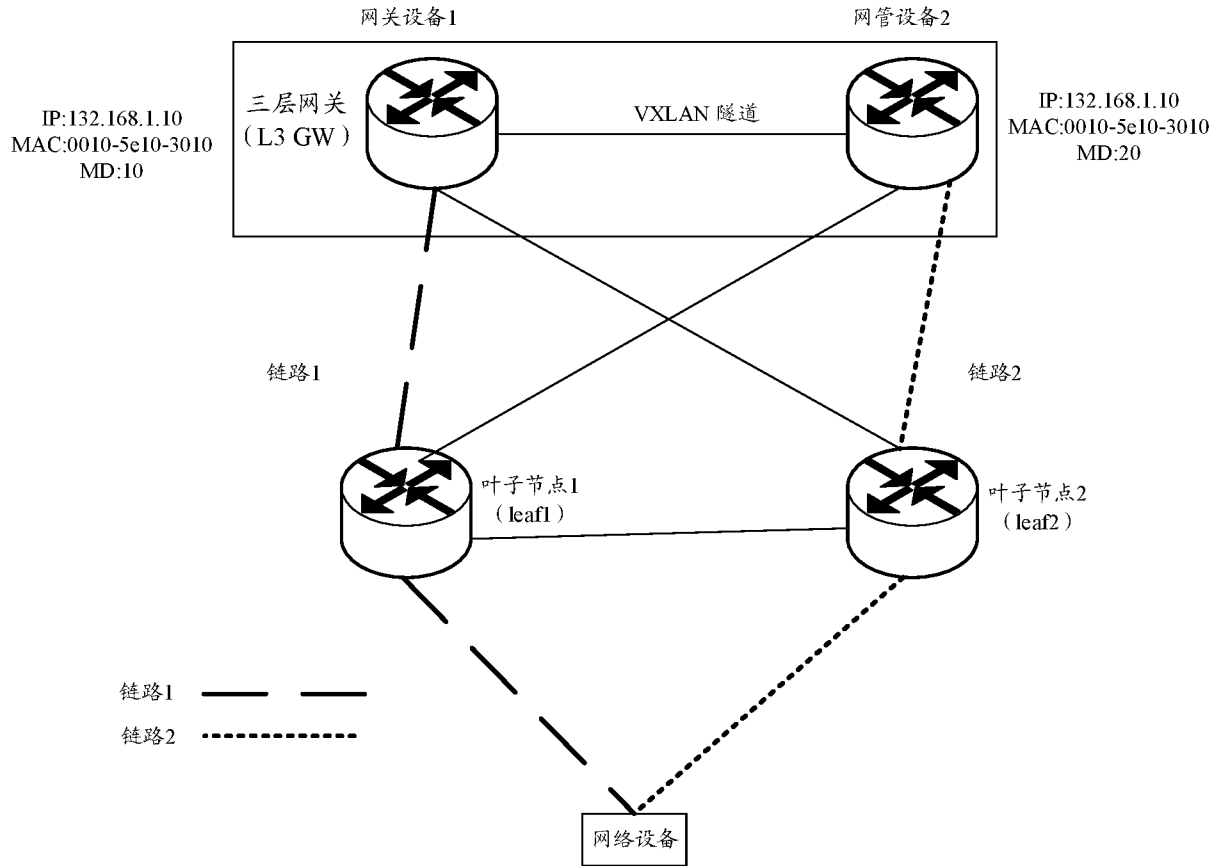 网关设备1
网管设备2
三层网关
（L3 GW）
VXLAN 隧道
IP:132.168.1.10
MAC:0010-5e10-3010
MD:10
IP:132.168.1.10
MAC:0010-5e10-3010
MD:20
链路1
链路2
叶子节点1
（leaf1）
叶子节点2
（leaf2）
链路1
链路2
网络设备